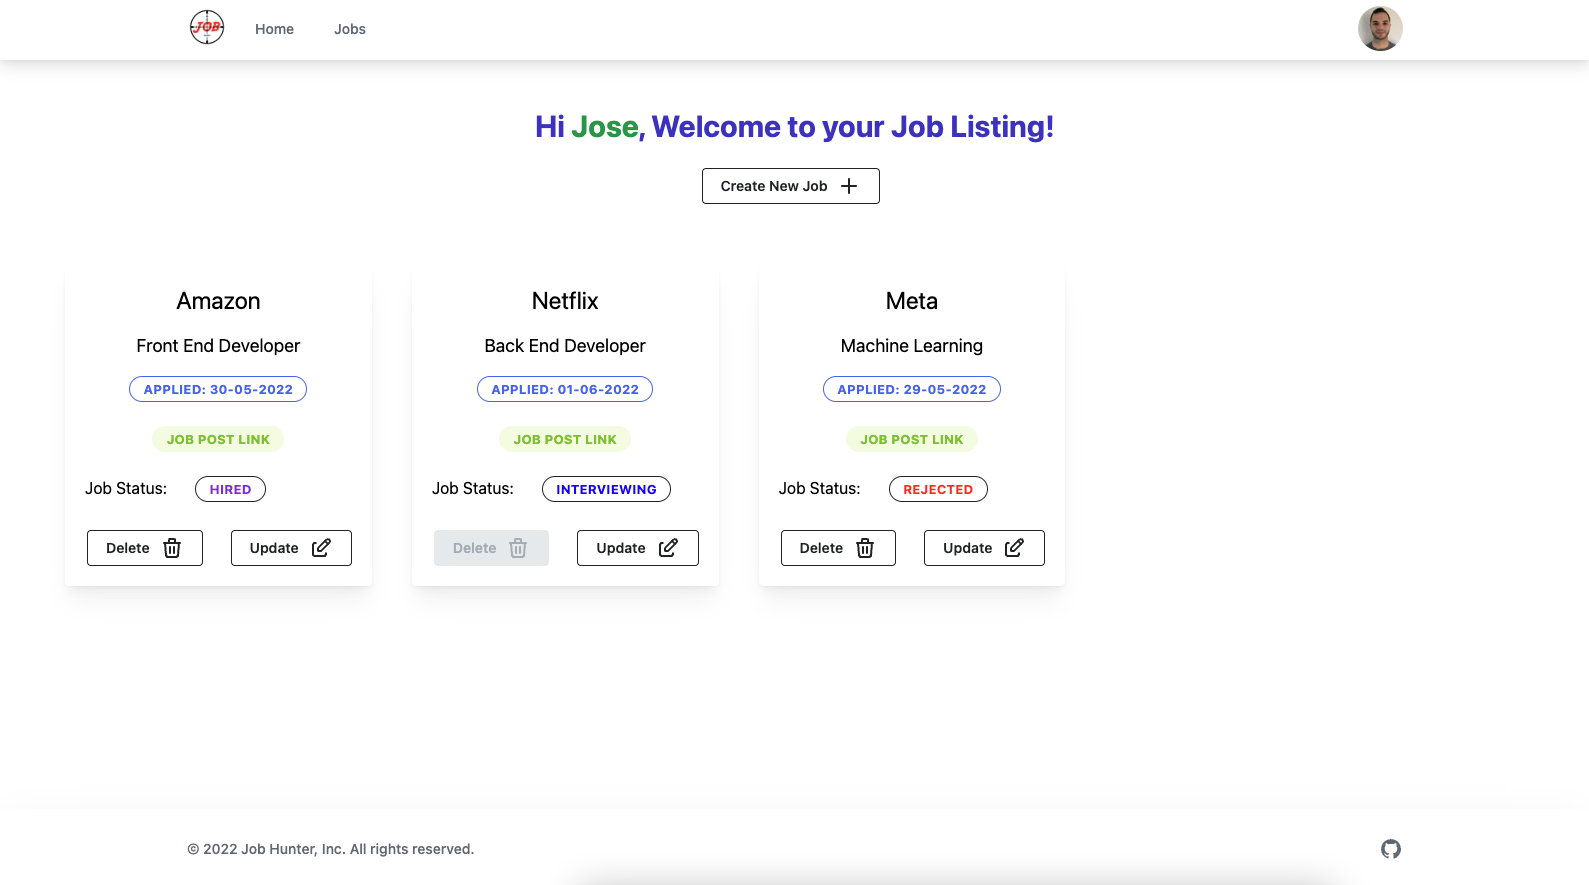 JOB
Home
Jobs
Hi Jose, Welcome to your Job Listing!
Create New Job
Amazon
Front End Developer
APPLIED: 30-05-2022
JOB POST LINK
Job Status: HIRED
Delete
Update
Netflix
Back End Developer
APPLIED: 01-06-2022
JOB POST LINK
Job Status: INTERVIEWING
Delete
Update
Meta
Machine Learning
APPLIED: 29-05-2022
JOB POST LINK
Job Status: REJECTED
Delete
Update
© 2022 Job Hunter, Inc. All rights reserved.